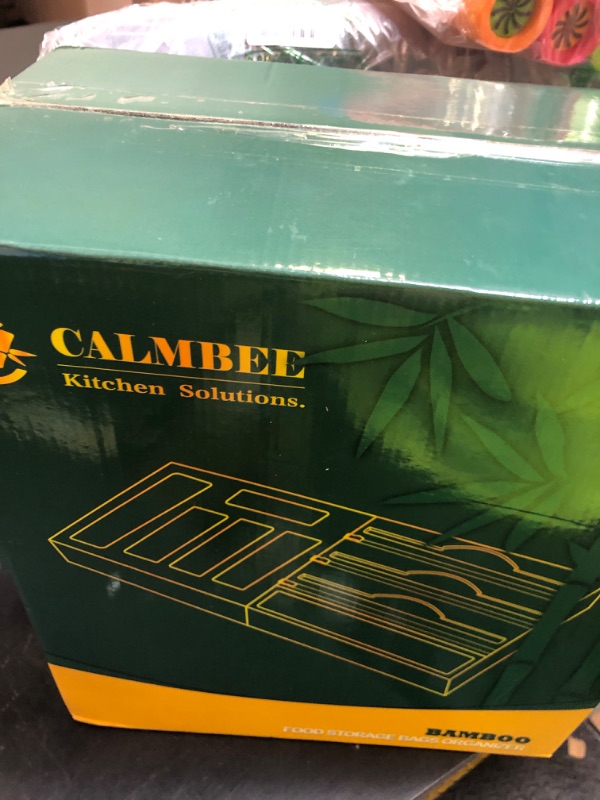 CALMBEE
Kitchen Solutions.
BAMBOO
FOOD STORAGE BAGS ORGANIZER